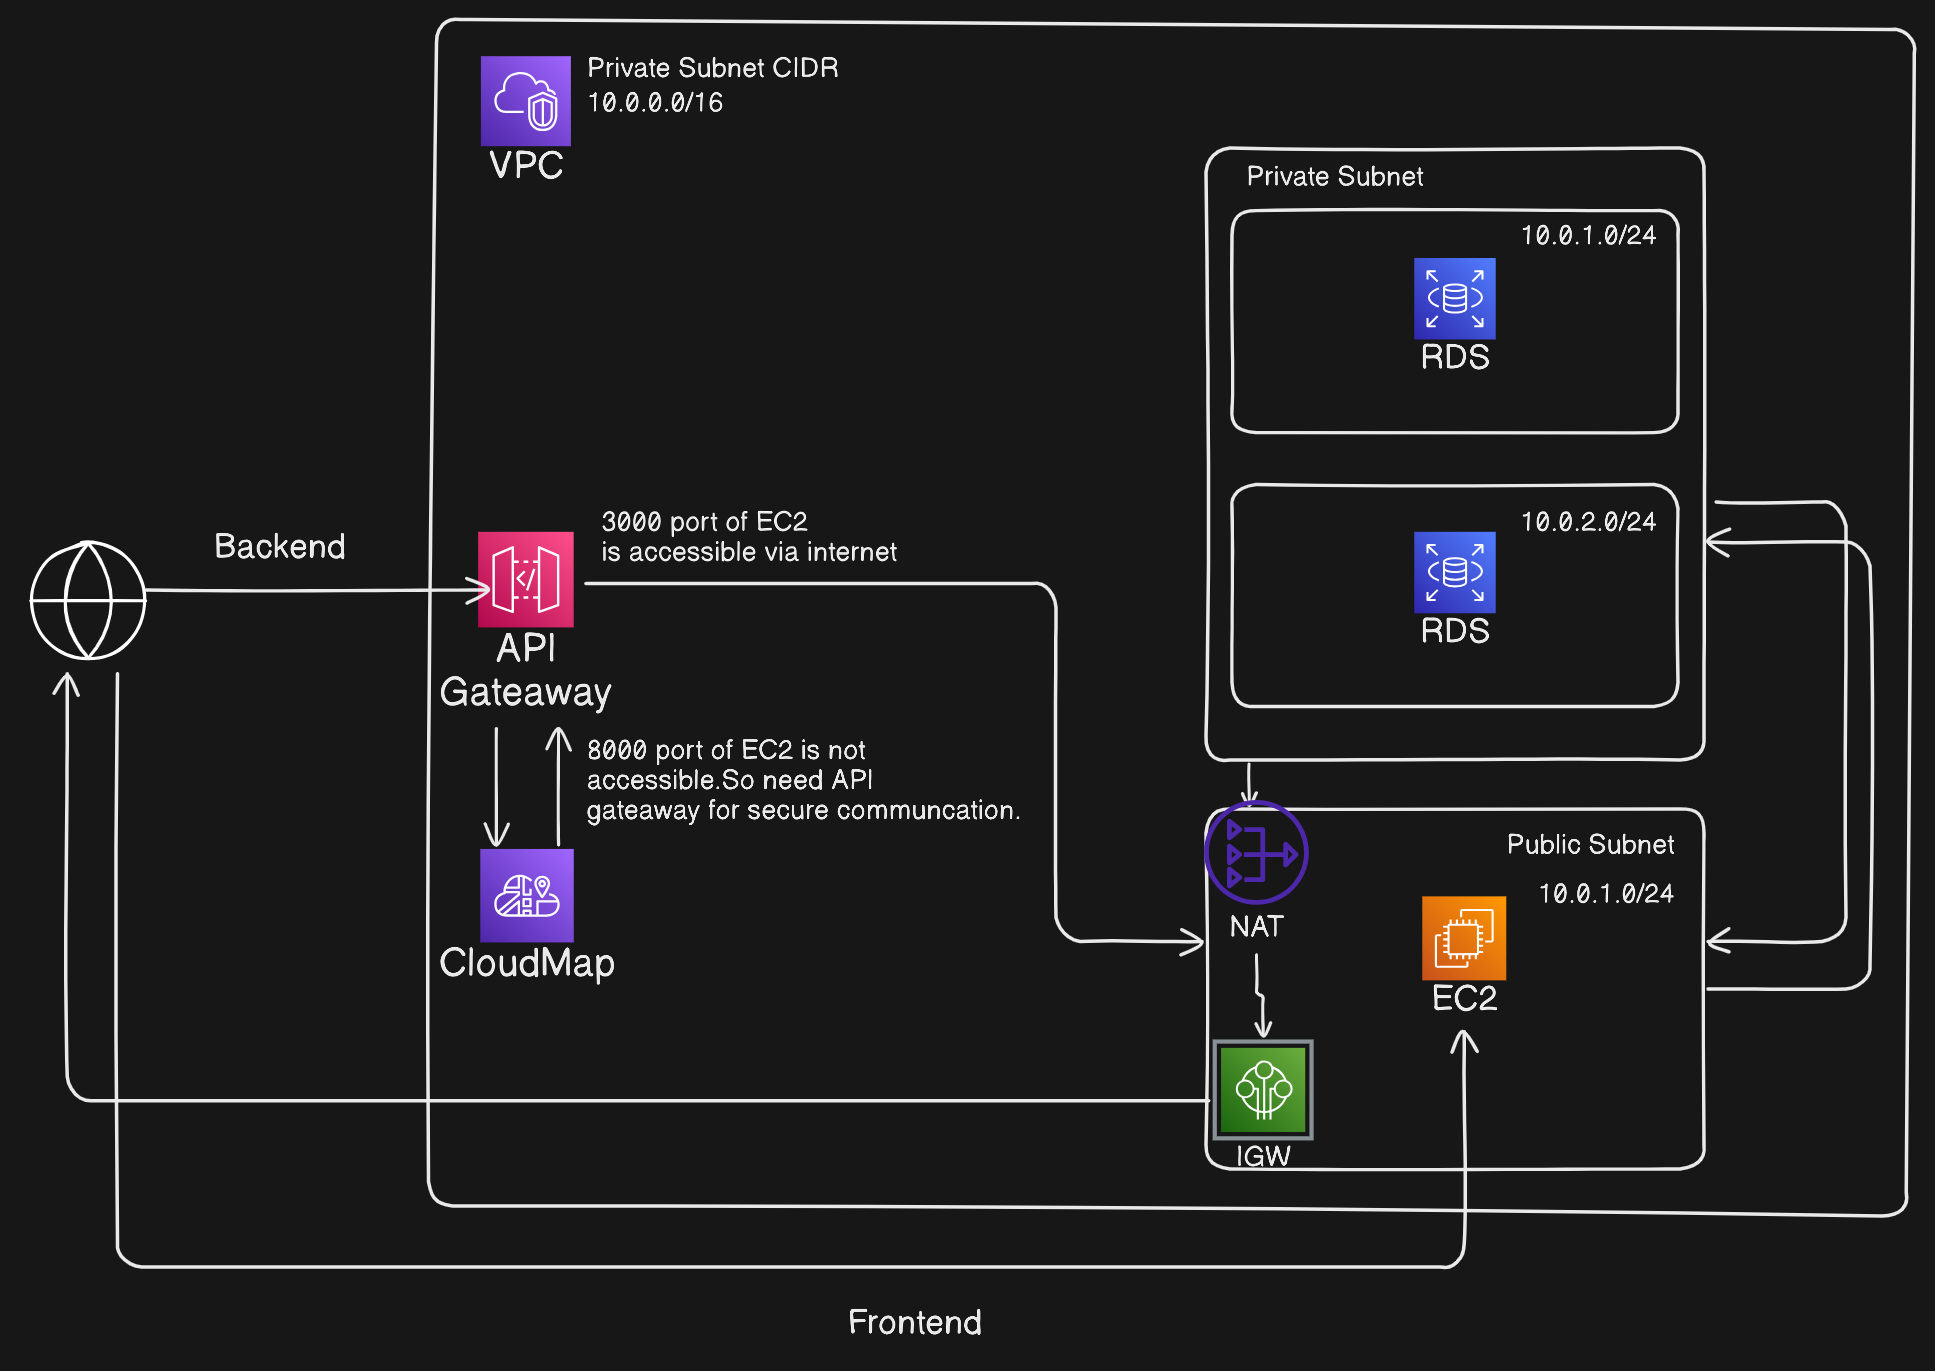 Private Subnet CIDR
10.0.0.0/16
VPC
Private Subnet
10.0.1.0/24
RDS
10.0.2.0/24
RDS
Backend
3000 port of EC2
is accessible via internet
API
Gateaway
8000 port of EC2 is not
accessible.So need API
gateaway for secure communcation.
CloudMap
Public Subnet
10.0.1.0/24
NAT
EC2
IGW
Frontend